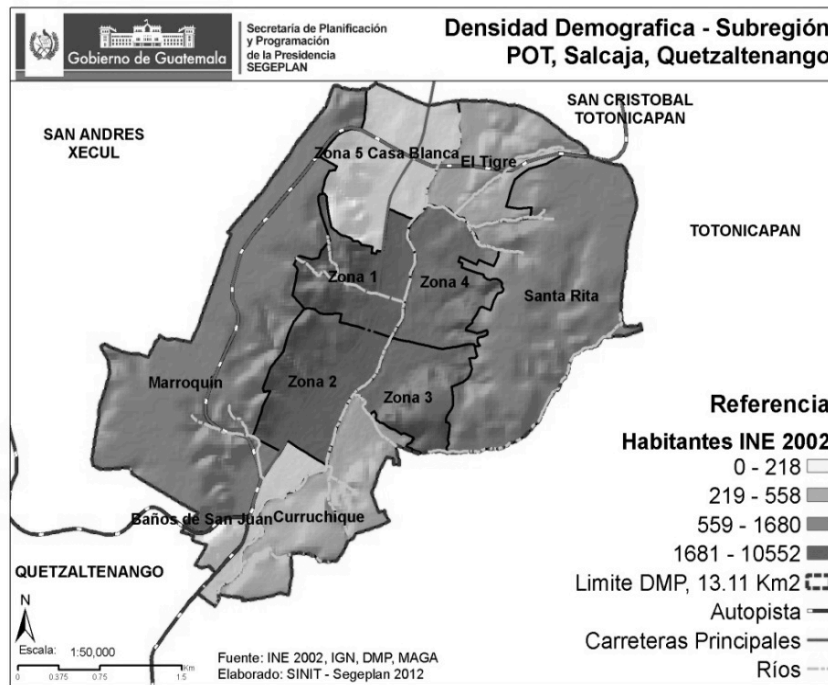 Gobierno de Guatemala
Secretaría de Planificación
y Programación
de la Presidencia
SEGEPLAN
Densidad Demografica - Subregión
POT, Salcaja, Quetzaltenango
SAN ANDRES
XECUL
SAN CRISTOBAL
TOTONICAPAN
Zona 5 Casa Blanca
El Tigre
TOTONICAPAN
Zona 1
Zona 4
Santa Rita
Marroquin
Zona 2
Zona 3
Baños de San Juan
Curruchique
QUETZALTENANGO
Referencia
Habitantes INE 2002
0 - 218
219 - 558
559 - 1680
1681 - 10552
Limite DMP, 13.11 Km2
Autopista
Carreteras Principales
Ríos
N
Escala: 1:50,000
0 0.375 0.75 1.5 Km
Fuente: INE 2002, IGN, DMP, MAGA
Elaborado: SINIT - Segeplan 2012